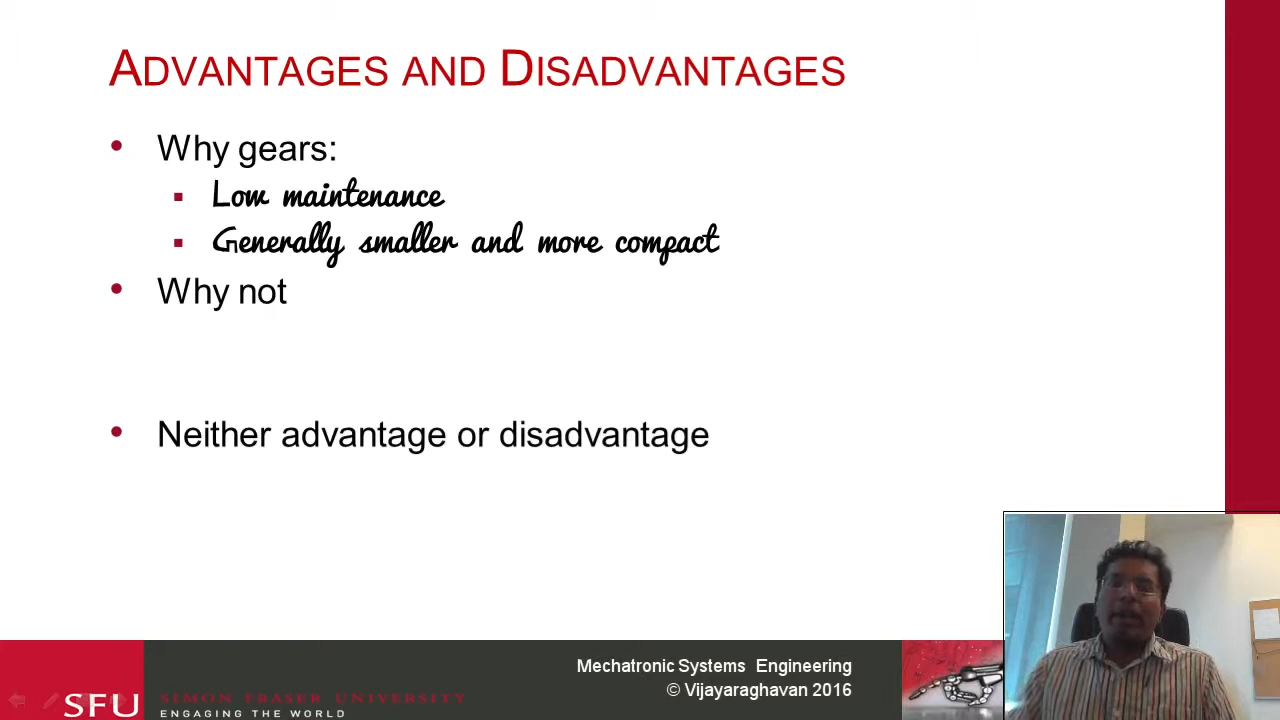 ADVANTAGES AND DISADVANTAGES
• Why gears:
▪ Low maintenance
▪ Generally smaller and more compact
• Why not
• Neither advantage or disadvantage
Mechatronic Systems Engineering
© Vijayaraghavan 2016
SFU SIMON FRASER UNIVERSITY
ENGAGING THE WORLD